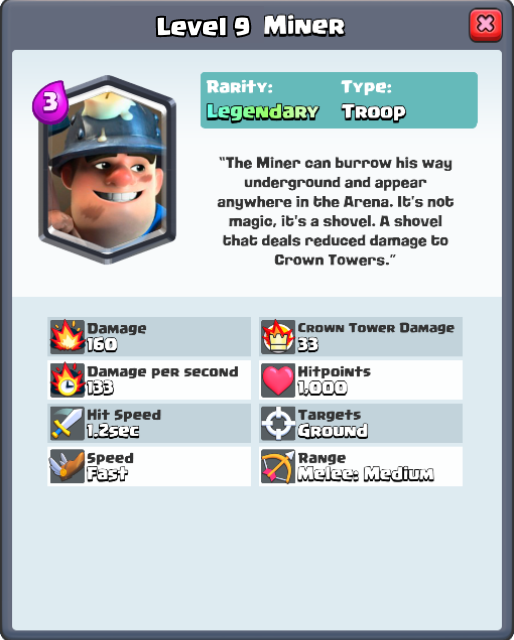 Level 9 Miner
3
Rarity: Type:
Legendary Troop
"The Miner can burrow his way
underground and appear
anywhere in the Arena. It's not
magic, it's a shovel. A shovel
that deals reduced damage to
Crown Towers."
Damage Crown Tower Damage
160 33
Damage per second Hitpoints
133 1,000
Hit Speed Targets
1.2sec Ground
Speed Range
Fast Melee: Medium